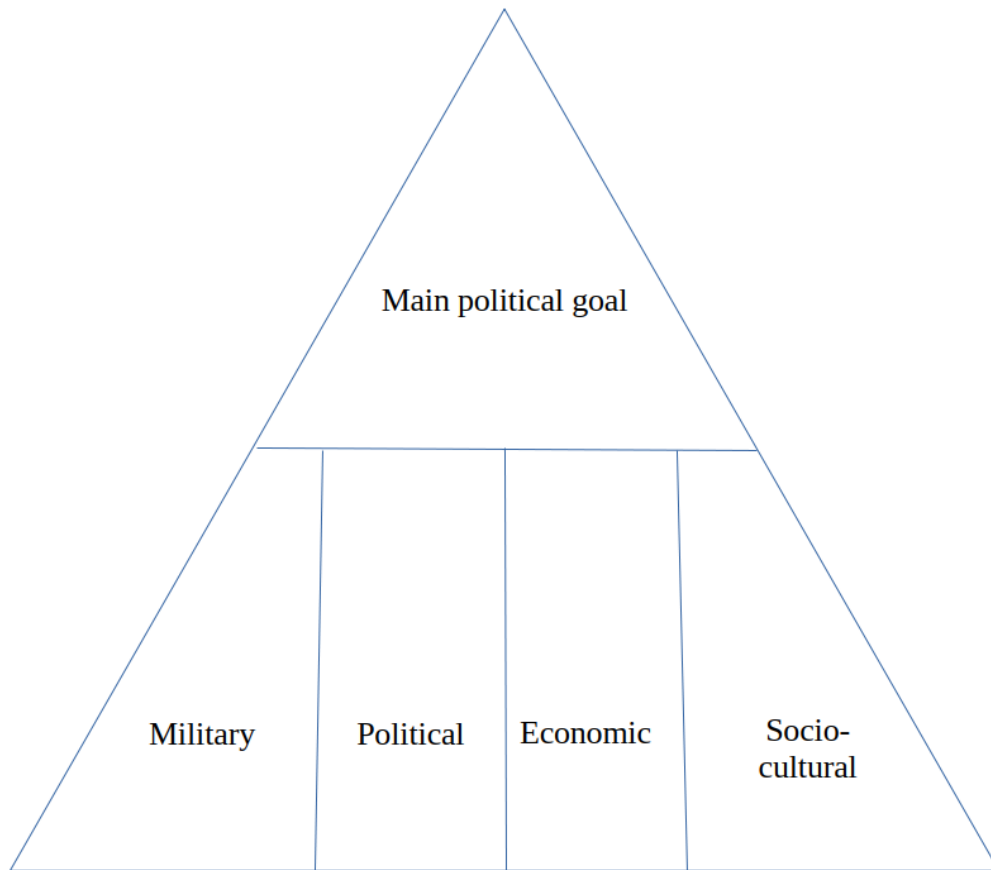 Main political goal
Military
Political
Economic
Socio-
cultural